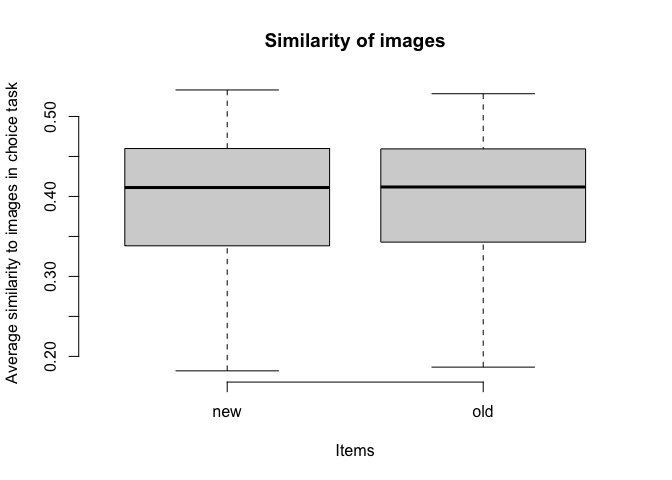 Similarity of images
Average similarity to images in choice task
0.50
0.40
0.30
0.20
new old
Items